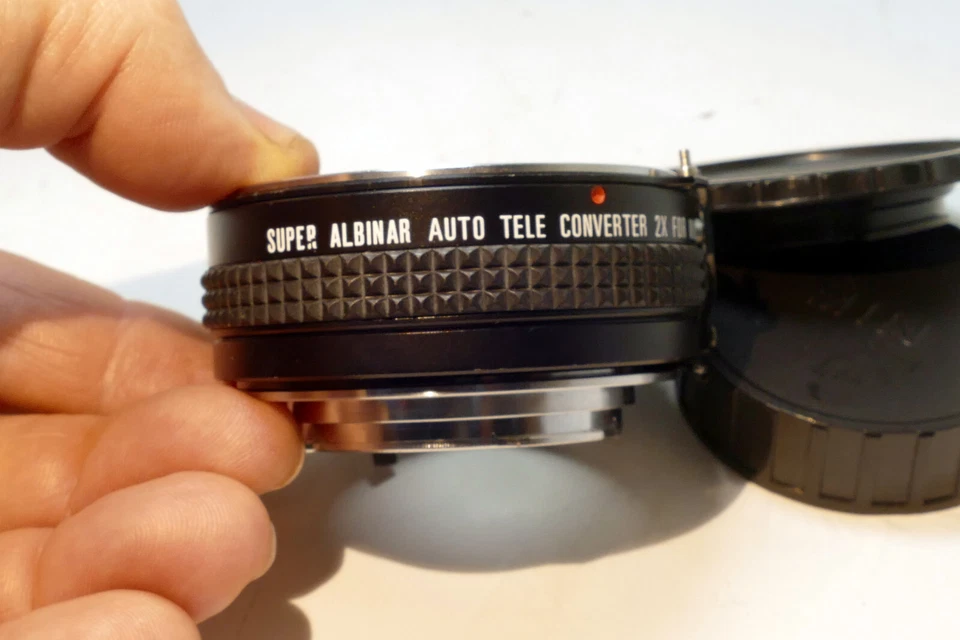 SUPER ALBINAR AUTO TELE CONVERTER 2X FOR